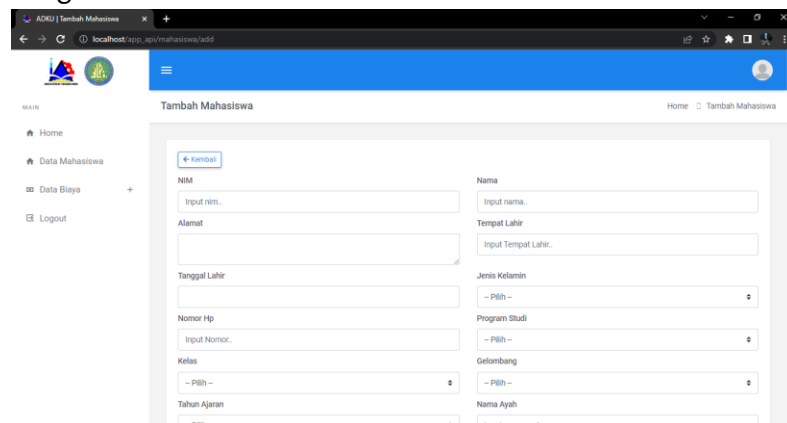 ADKU | Tambah Mahasiswa
localhost/app_api/mahasiswa/add
Tambah Mahasiswa
Home Tambah Mahasiswa
MAIN
Home
Data Mahasiswa
Data Biaya +
Logout
Kembali
NIM Nama
Input nim.. Input nama..
Alamat Tempat Lahir
Input Tempat Lahir..
Tanggal Lahir Jenis Kelamin
-- Pilih --
Nomor Hp Program Studi
Input Nomor.. -- Pilih --
Kelas Gelombang
-- Pilih -- -- Pilih --
Tahun Ajaran Nama Ayah